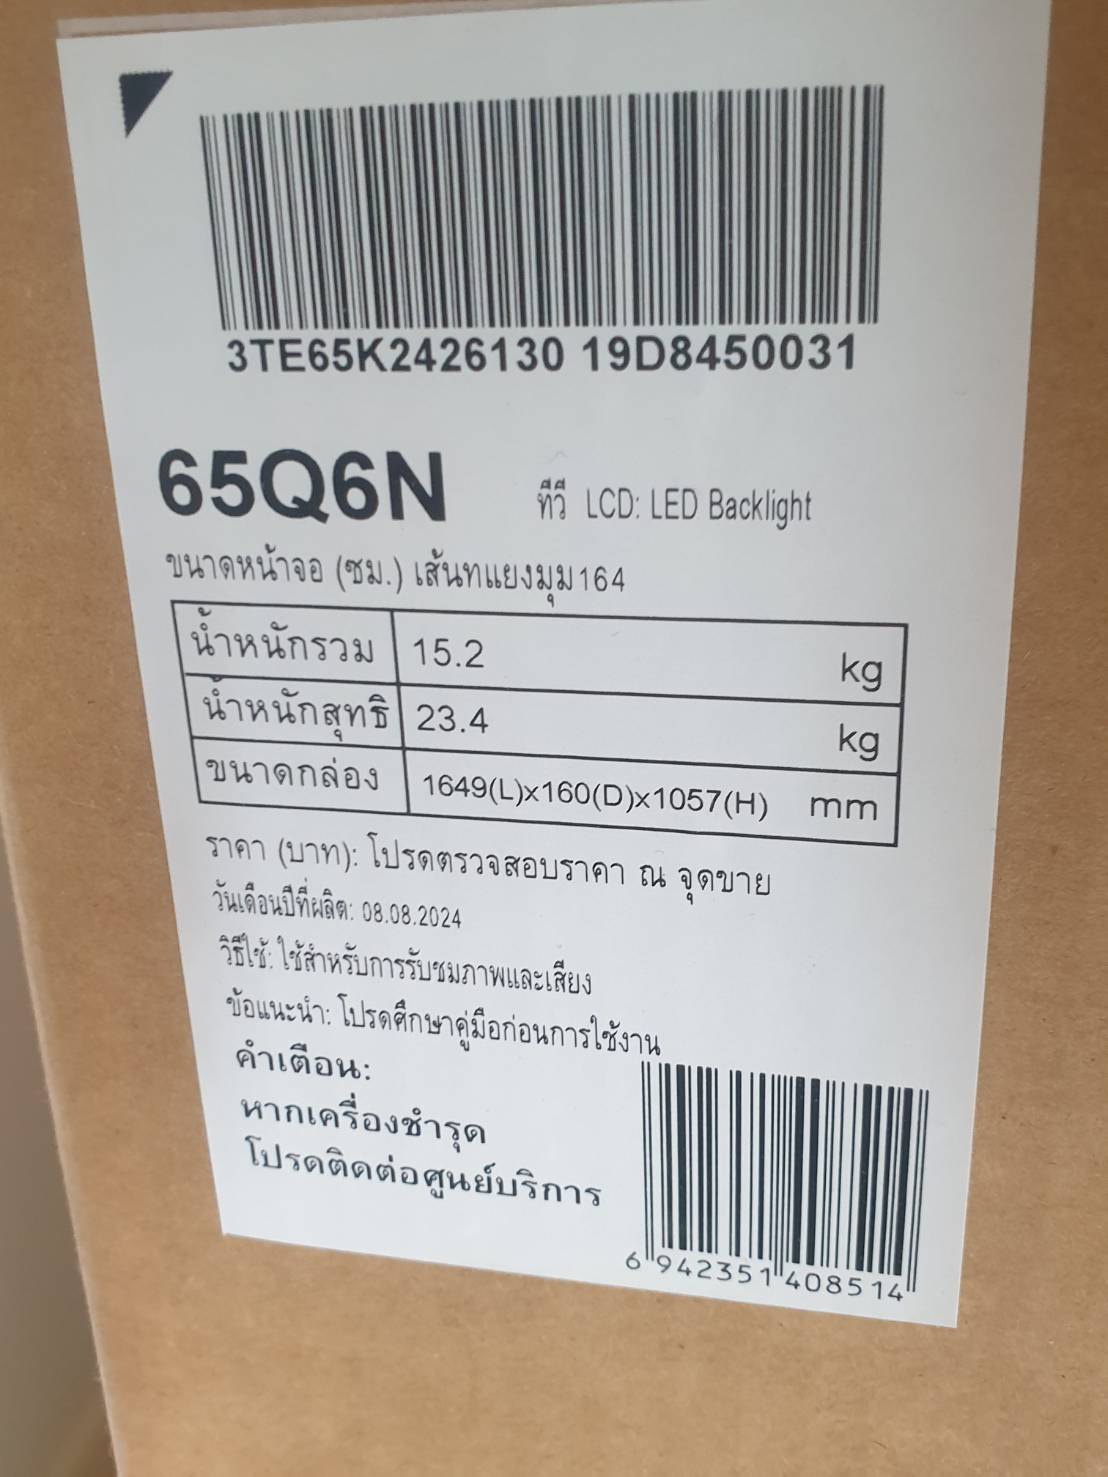 3TE65K2426130 19D8450031
65Q6N ทีวี LCD: LED Backlight
ขนาดหน้าจอ (ซม.) เส้นทแยงมุม164
น้ำหนักรวม 15.2 kg
น้ำหนักสุทธิ 23.4 kg
ขนาดกล่อง 1649(L)x160(D)x1057(H) mm
ราคา (บาท): โปรดตรวจสอบราคา ณ จุดขาย
วันเดือนปีที่ผลิต: 08.08.2024
วิธีใช้: ใช้สำหรับการรับชมภาพและเสียง
ข้อแนะนำ: โปรดศึกษาคู่มือก่อนการใช้งาน
คำเตือน:
หากเครื่องชำรุด
โปรดติดต่อศูนย์บริการ
6 942351 408514